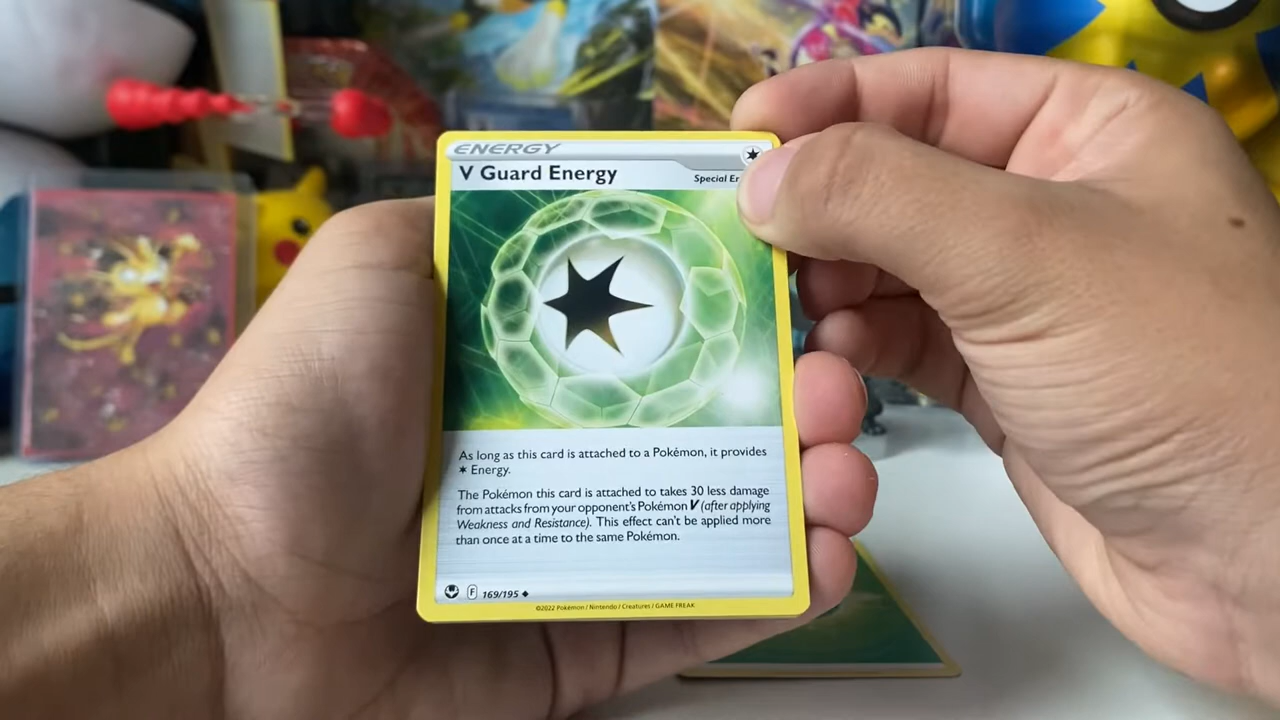 ENERGY
V Guard Energy
Special
As long as this card is attached to a Pokémon, it provides
✶ Energy.
The Pokémon this card is attached to takes 30 less damage
from attacks from your opponent's Pokémon V (after applying
Weakness and Resistance). This effect can't be applied more
than once at a time to the same Pokémon.
F 169/195 ◆
©2022 Pokémon / Nintendo / Creatures / GAME FREAK